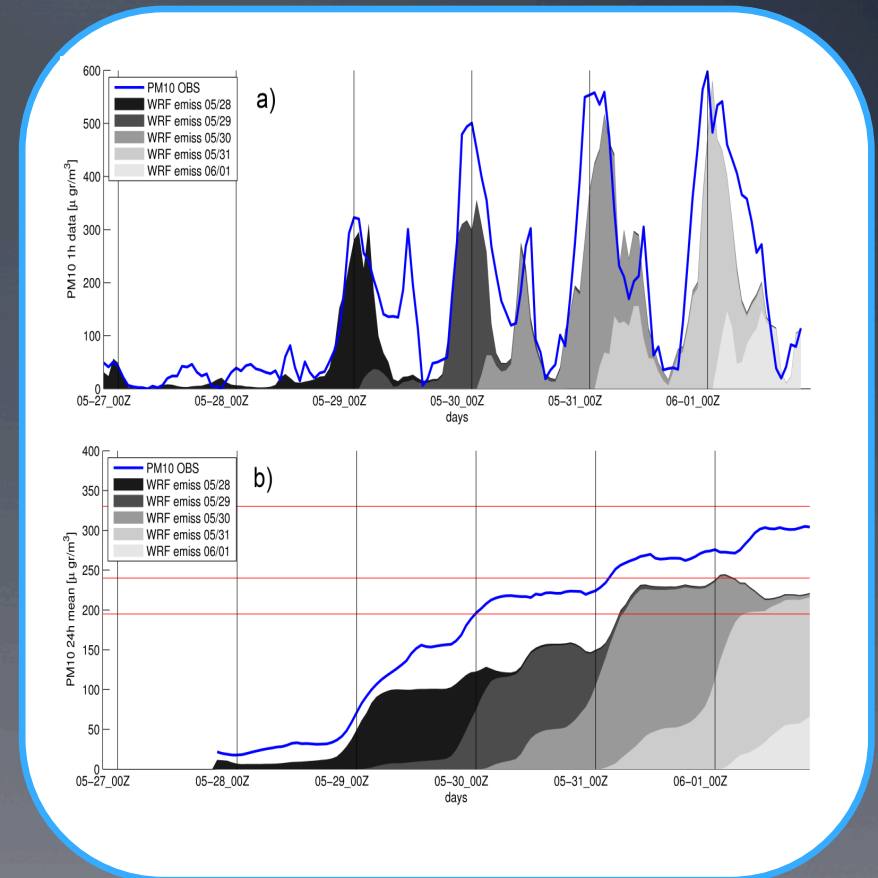 a)
PM10 OBS
WRF emiss 05/28
WRF emiss 05/29
WRF emiss 05/30
WRF emiss 05/31
WRF emiss 06/01
600
500
400
300
200
100
0
PM10 1h data [μ gr/m³]
05−27_00Z 05−28_00Z 05−29_00Z 05−30_00Z 05−31_00Z 06−01_00Z
days
b)
PM10 OBS
WRF emiss 05/28
WRF emiss 05/29
WRF emiss 05/30
WRF emiss 05/31
WRF emiss 06/01
400
350
300
250
200
150
100
50
0
PM10 24h mean [μ gr/m³]
05−27_00Z 05−28_00Z 05−29_00Z 05−30_00Z 05−31_00Z 06−01_00Z
days